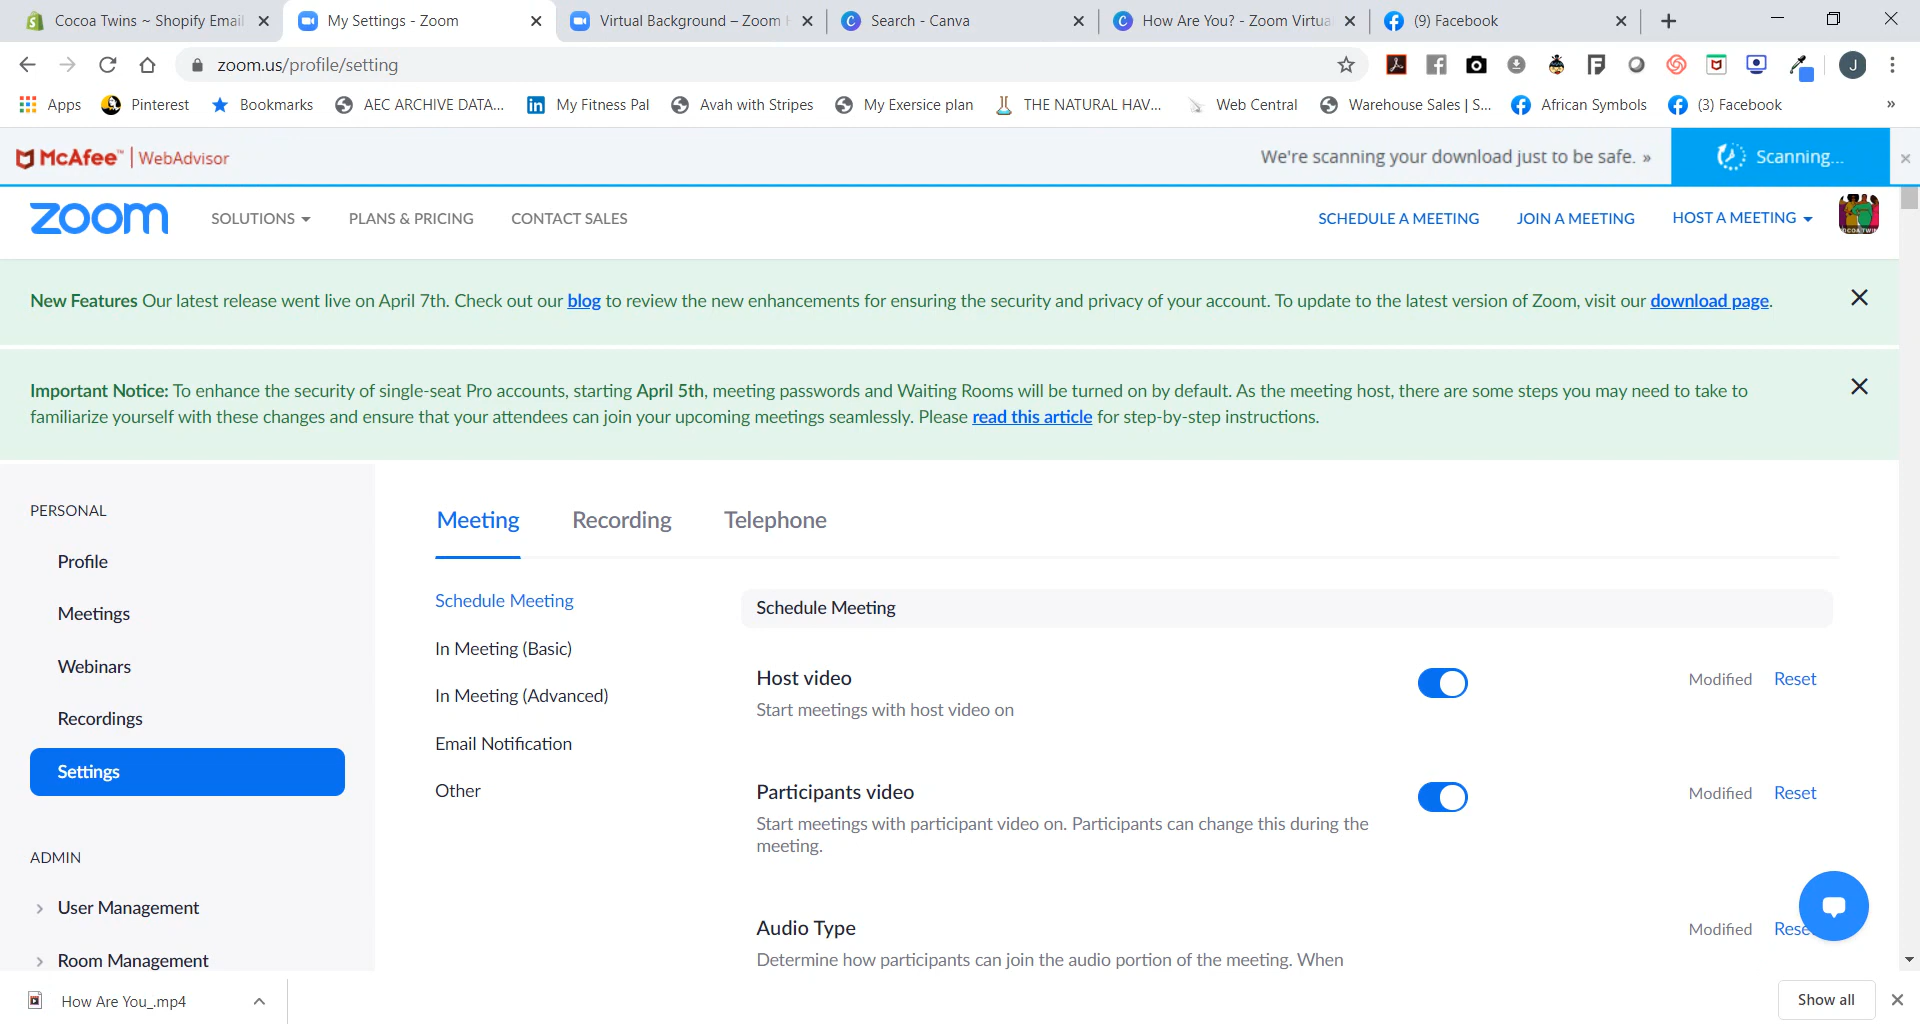 Cocoa Twins ~ Shopify Email
My Settings - Zoom
Virtual Background – Zoom
Search - Canva
How Are You? - Zoom Virtua
(9) Facebook
zoom.us/profile/setting
J
Apps
Pinterest
Bookmarks
AEC ARCHIVE DATA...
My Fitness Pal
Avah with Stripes
My Exersice plan
THE NATURAL HAV...
Web Central
Warehouse Sales | S...
African Symbols
(3) Facebook
»
McAfee™ | WebAdvisor
We're scanning your download just to be safe. »
Scanning...
zoom
SOLUTIONS
PLANS & PRICING
CONTACT SALES
SCHEDULE A MEETING
JOIN A MEETING
HOST A MEETING
New Features Our latest release went live on April 7th. Check out our blog to review the new enhancements for ensuring the security and privacy of your account. To update to the latest version of Zoom, visit our download page.
Important Notice: To enhance the security of single-seat Pro accounts, starting April 5th, meeting passwords and Waiting Rooms will be turned on by default. As the meeting host, there are some steps you may need to take to
familiarize yourself with these changes and ensure that your attendees can join your upcoming meetings seamlessly. Please read this article for step-by-step instructions.
PERSONAL
Profile
Meetings
Webinars
Recordings
Settings
ADMIN
User Management
Room Management
Meeting
Recording
Telephone
Schedule Meeting
In Meeting (Basic)
In Meeting (Advanced)
Email Notification
Other
Schedule Meeting
Host video
Start meetings with host video on
Modified
Reset
Participants video
Start meetings with participant video on. Participants can change this during the
meeting.
Modified
Reset
Audio Type
Determine how participants can join the audio portion of the meeting. When
Modified
Rese
How Are You_.mp4
Show all